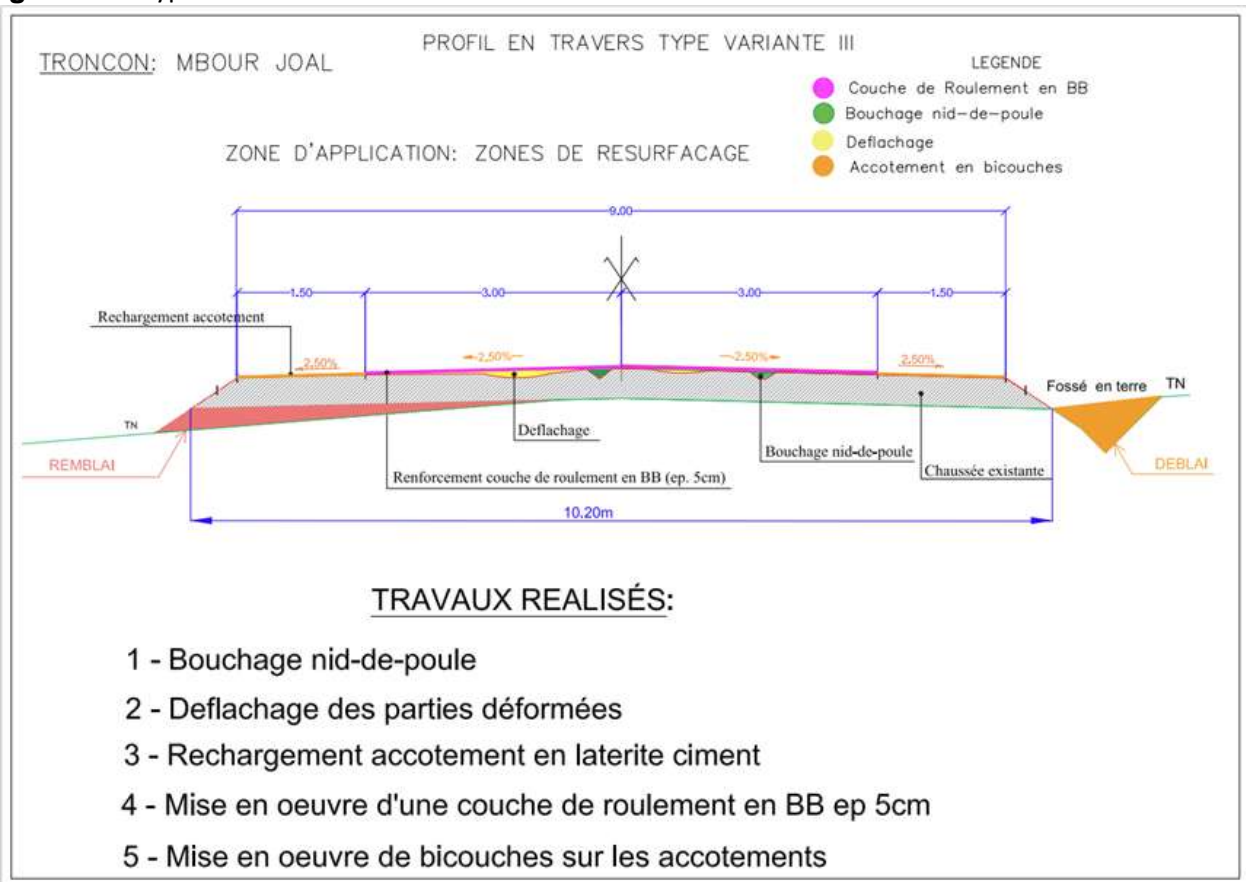 PROFIL EN TRAVERS TYPE VARIANTE III
TRONCON: MBOUR JOAL
LEGENDE
Couche de Roulement en BB
Bouchage nid-de-poule
Deflachage
Accotement en bicouches
ZONE D'APPLICATION: ZONES DE RESURFACAGE
9.00
1.50
3.00
3.00
1.50
Rechargement accotement
2.50%
2.50%
2.50%
2.50%
Fossé en terre
TN
TN
Deflachage
Bouchage nid-de-poule
REMBLAI
Renforcement couche de roulement en BB (ep. 5cm)
Chaussée existante
DEBLAI
10.20m
TRAVAUX REALISÉS:
1 - Bouchage nid-de-poule
2 - Deflachage des parties déformées
3 - Rechargement accotement en laterite ciment
4 - Mise en oeuvre d'une couche de roulement en BB ep 5cm
5 - Mise en oeuvre de bicouches sur les accotements